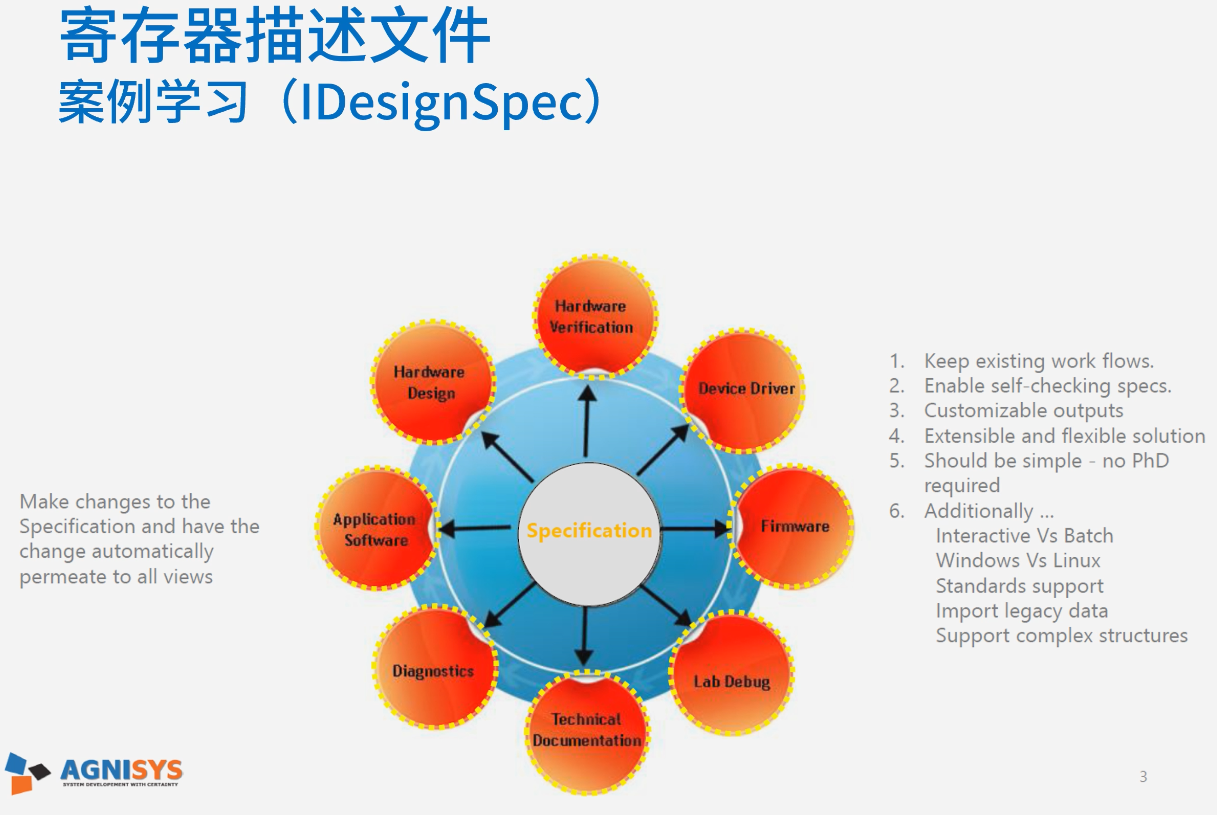 寄存器描述文件
案例学习（IDesignSpec）
Hardware
Verification
Hardware
Design
Device Driver
Application
Software
Specification
Firmware
Diagnostics
Lab Debug
Technical
Documentation
Make changes to the
Specification and have the
change automatically
permeate to all views
1. Keep existing work flows.
2. Enable self-checking specs.
3. Customizable outputs
4. Extensible and flexible solution
5. Should be simple - no PhD
required
6. Additionally ...
Interactive Vs Batch
Windows Vs Linux
Standards support
Import legacy data
Support complex structures
AGNISYS
SYSTEM DEVELOPEMENT WITH CERTAINTY
3